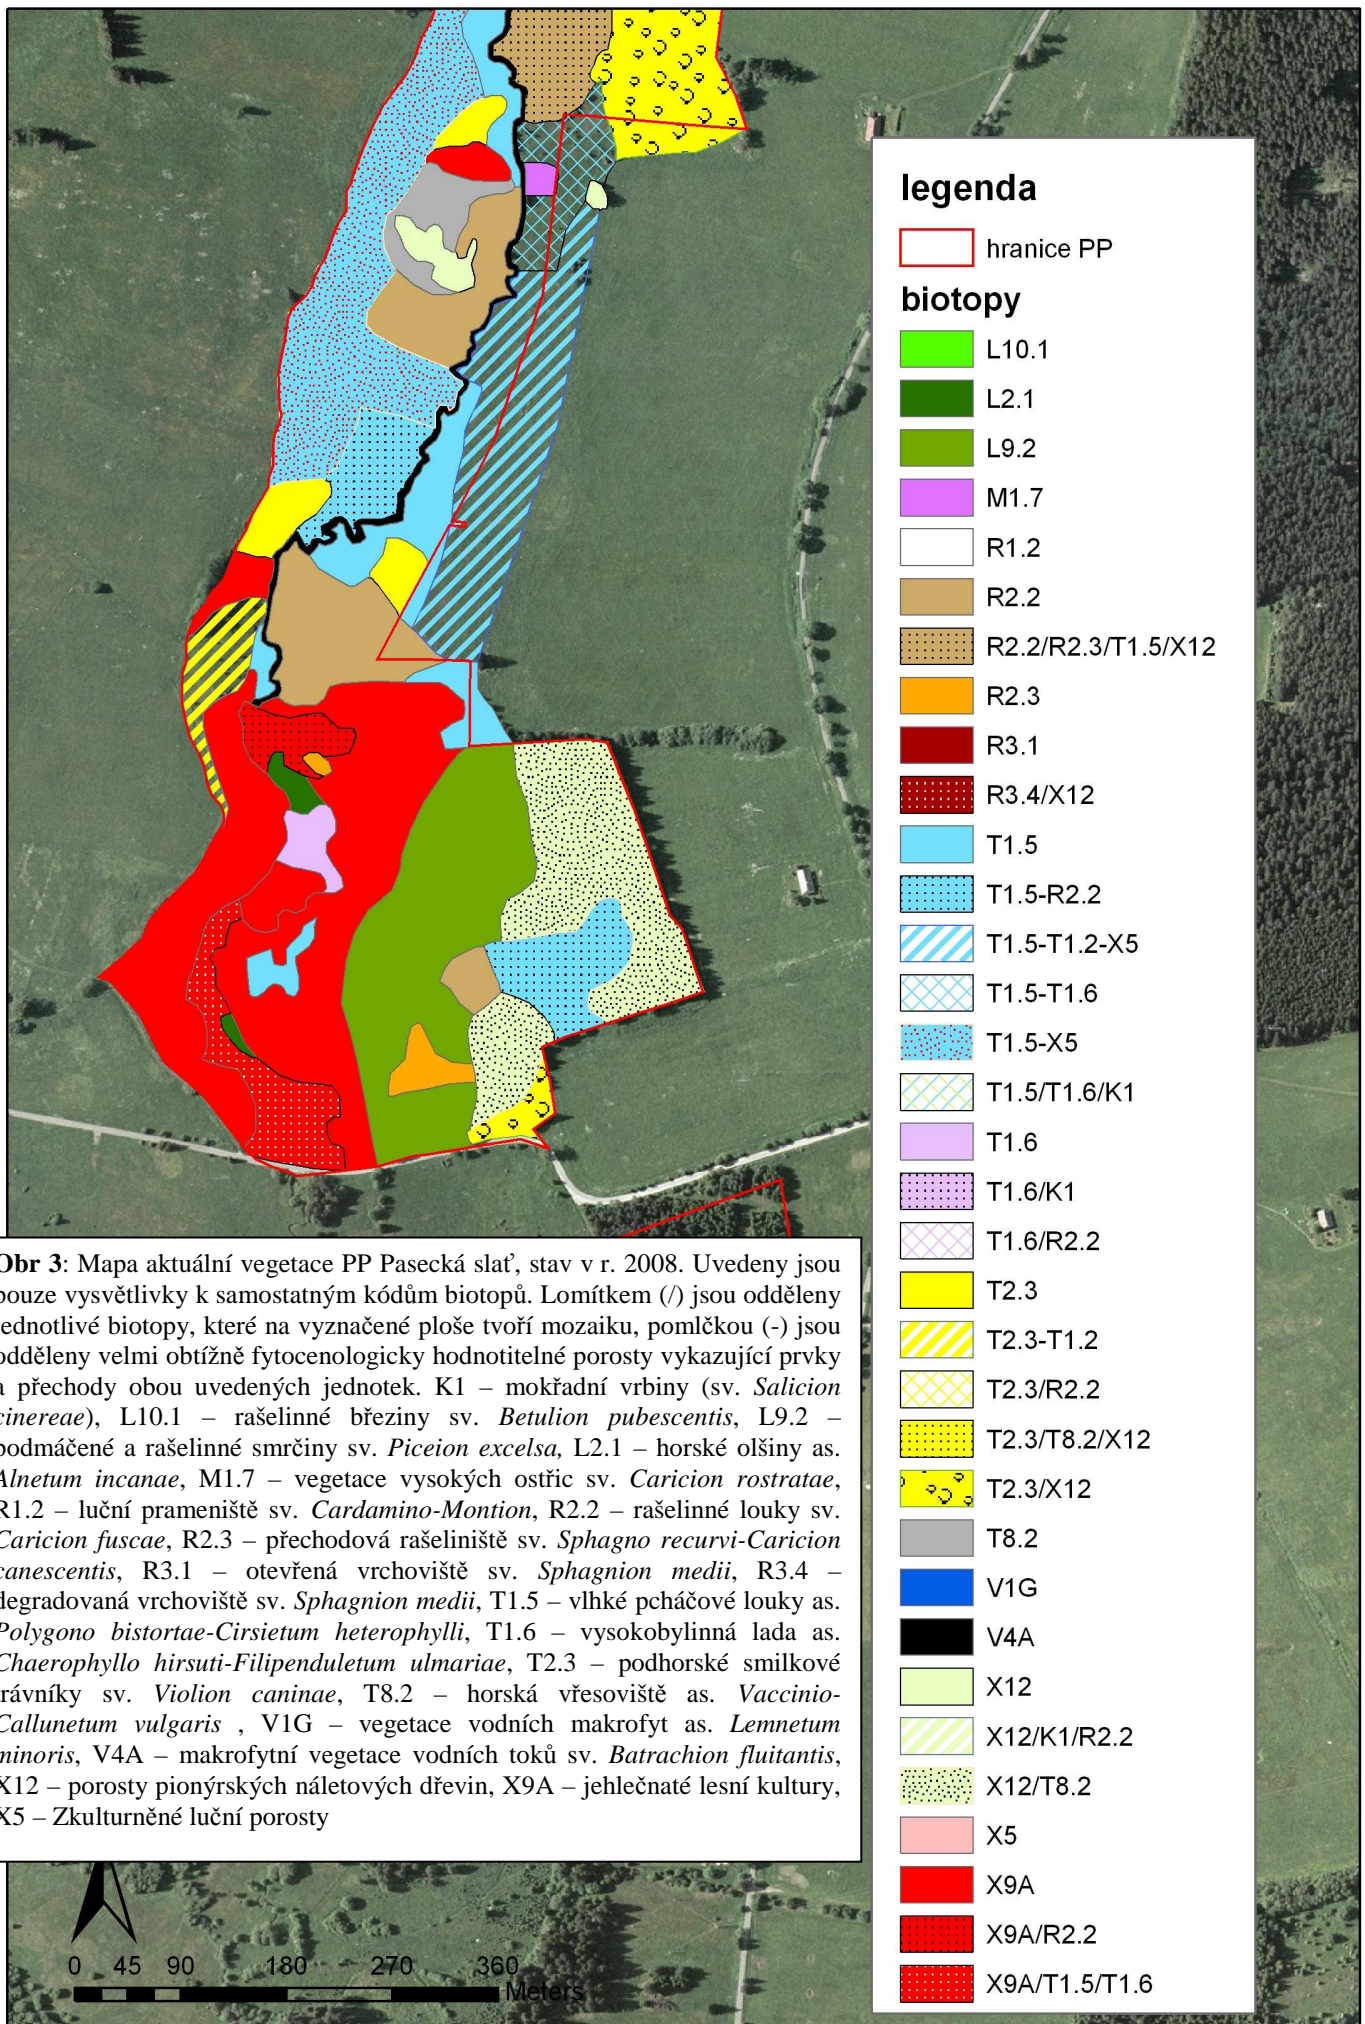 legenda
hranice PP
biotopy
L10.1
L2.1
L9.2
M1.7
R1.2
R2.2
R2.2/R2.3/T1.5/X12
R2.3
R3.1
R3.4/X12
T1.5
T1.5-R2.2
T1.5-T1.2-X5
T1.5-T1.6
T1.5-X5
T1.5/T1.6/K1
T1.6
T1.6/K1
T1.6/R2.2
T2.3
T2.3-T1.2
T2.3/R2.2
T2.3/T8.2/X12
T2.3/X12
T8.2
V1G
V4A
X12
X12/K1/R2.2
X12/T8.2
X5
X9A
X9A/R2.2
X9A/T1.5/T1.6
Obr 3: Mapa aktuální vegetace PP Pasecká slať, stav v r. 2008. Uvedeny jsou
pouze vysvětlivky k samostatným kódům biotopů. Lomítkem (/) jsou odděleny
jednotlivé biotopy, které na vyznačené ploše tvoří mozaiku, pomlčkou (-) jsou
odděleny velmi obtížně fytocenologicky hodnotitelné porosty vykazující prvky
a přechody obou uvedených jednotek. K1 – mokřadní vrbiny (sv. Salicion
cinereae), L10.1 – rašelinné březiny sv. Betulion pubescentis, L9.2 –
podmáčené a rašelinné smrčiny sv. Piceion excelsa, L2.1 – horské olšiny as.
Alnetum incanae, M1.7 – vegetace vysokých ostřic sv. Caricion rostratae,
R1.2 – luční prameniště sv. Cardamino-Montion, R2.2 – rašelinné louky sv.
Caricion fuscae, R2.3 – přechodová rašeliniště sv. Sphagno recurvi-Caricion
canescentis, R3.1 – otevřená vrchoviště sv. Sphagnion medii, R3.4 –
degradovaná vrchoviště sv. Sphagnion medii, T1.5 – vlhké pcháčové louky as.
Polygono bistortae-Cirsietum heterophylli, T1.6 – vysokobylinná lada as.
Chaerophyllo hirsuti-Filipenduletum ulmariae, T2.3 – podhorské smilkové
trávníky sv. Violion caninae, T8.2 – horská vřesoviště as. Vaccinio-
Callunetum vulgaris , V1G – vegetace vodních makrofyt as. Lemnetum
minoris, V4A – makrofytní vegetace vodních toků sv. Batrachion fluitantis,
X12 – porosty pionýrských náletových dřevin, X9A – jehlečnaté lesní kultury,
X5 – Zkulturněné luční porosty
0 45 90 180 270 360
Meters